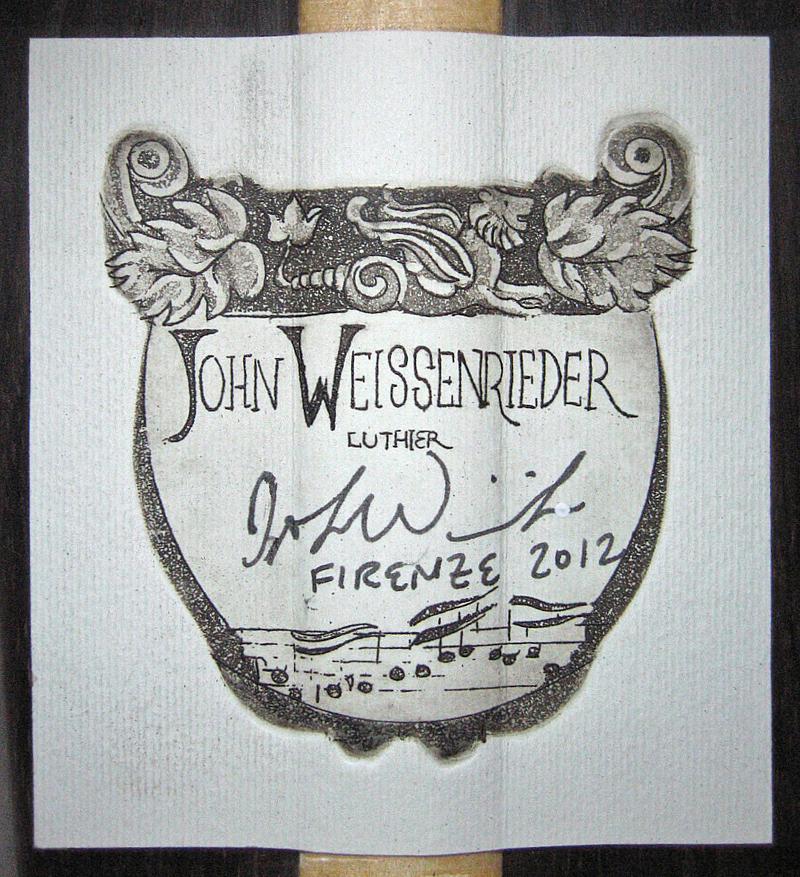 JOHN WEISSENRIEDER
LUTHIER
FIRENZE 2012